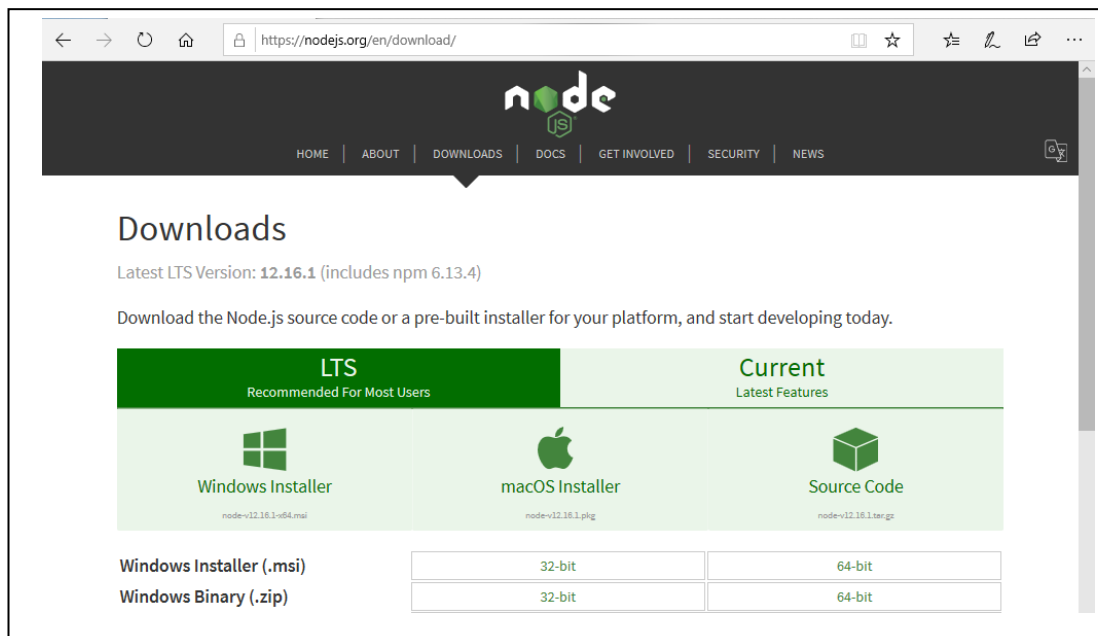 https://nodejs.org/en/download/
node
JS
HOME | ABOUT | DOWNLOADS | DOCS | GET INVOLVED | SECURITY | NEWS
Downloads
Latest LTS Version: 12.16.1 (includes npm 6.13.4)
Download the Node.js source code or a pre-built installer for your platform, and start developing today.
LTS Current
Recommended For Most Users Latest Features
Windows Installer macOS Installer Source Code
node-v12.16.1-x64.msi node-v12.16.1.pkg node-v12.16.1.tar.gz
Windows Installer (.msi) 32-bit 64-bit
Windows Binary (.zip) 32-bit 64-bit